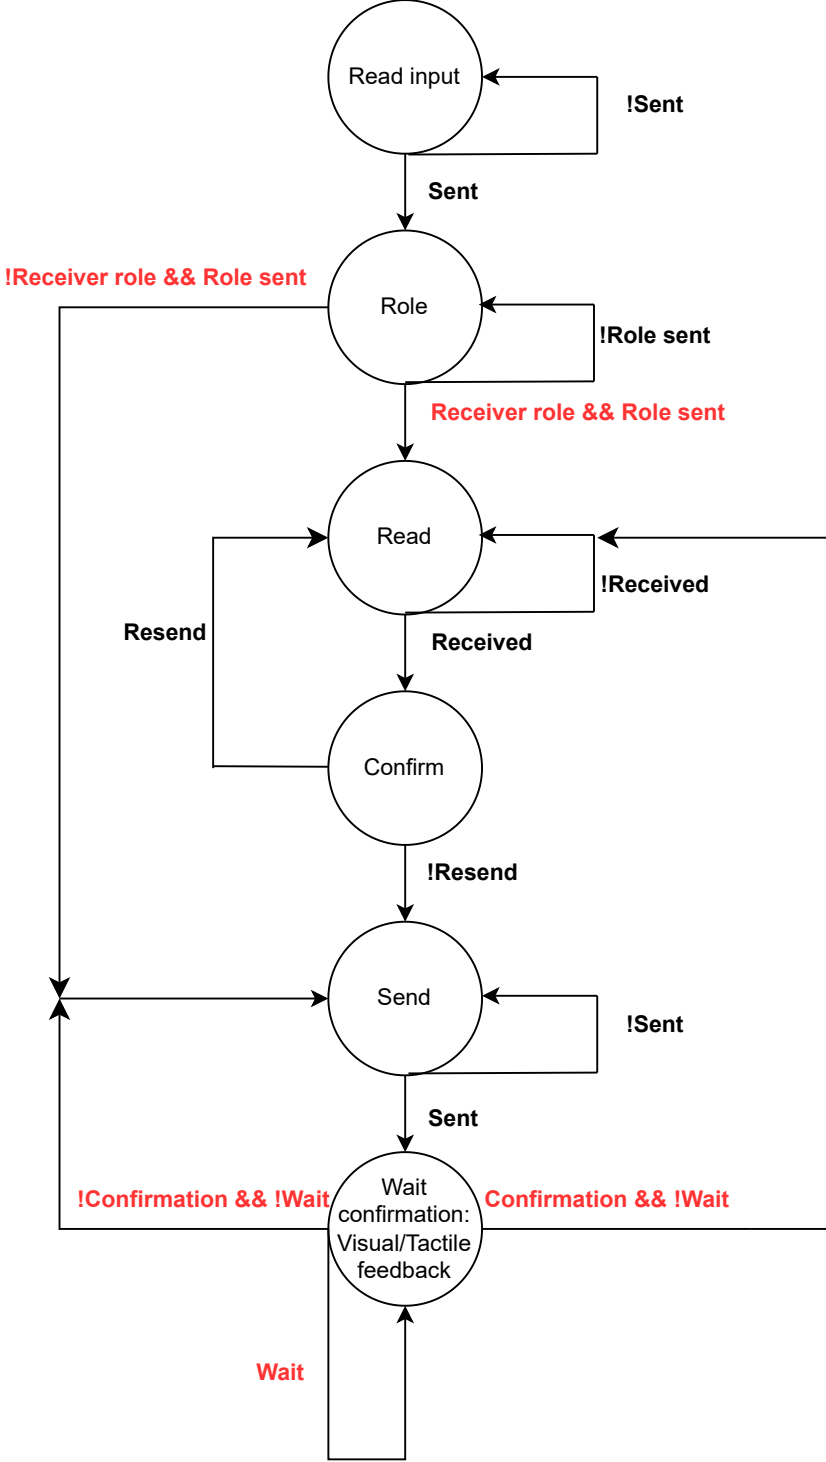 Read input
!Sent
Sent
!Receiver role && Role sent
Role
!Role sent
Receiver role && Role sent
Read
!Received
Resend
Received
Confirm
!Resend
Send
!Sent
Sent
!Confirmation && !Wait
Wait
confirmation:
Visual/Tactile
feedback
Confirmation && !Wait
Wait